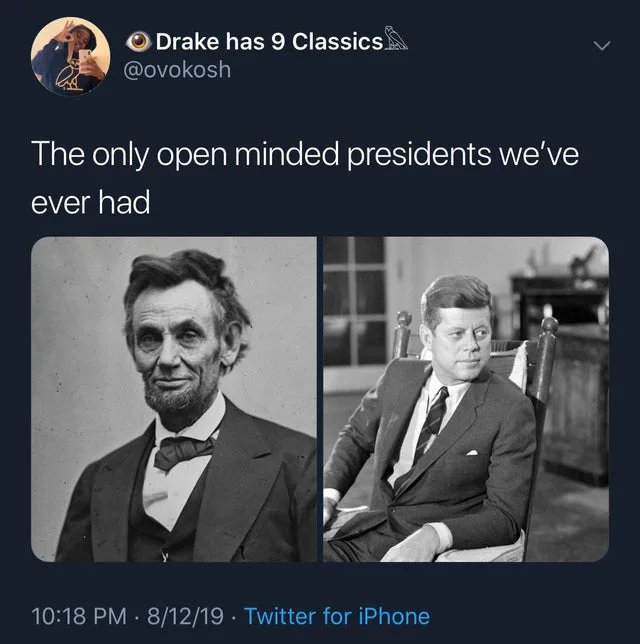 👁Drake has 9 Classics𓅓
@ovokosh
The only open minded presidents we’ve
ever had
10:18 PM · 8/12/19 · Twitter for iPhone